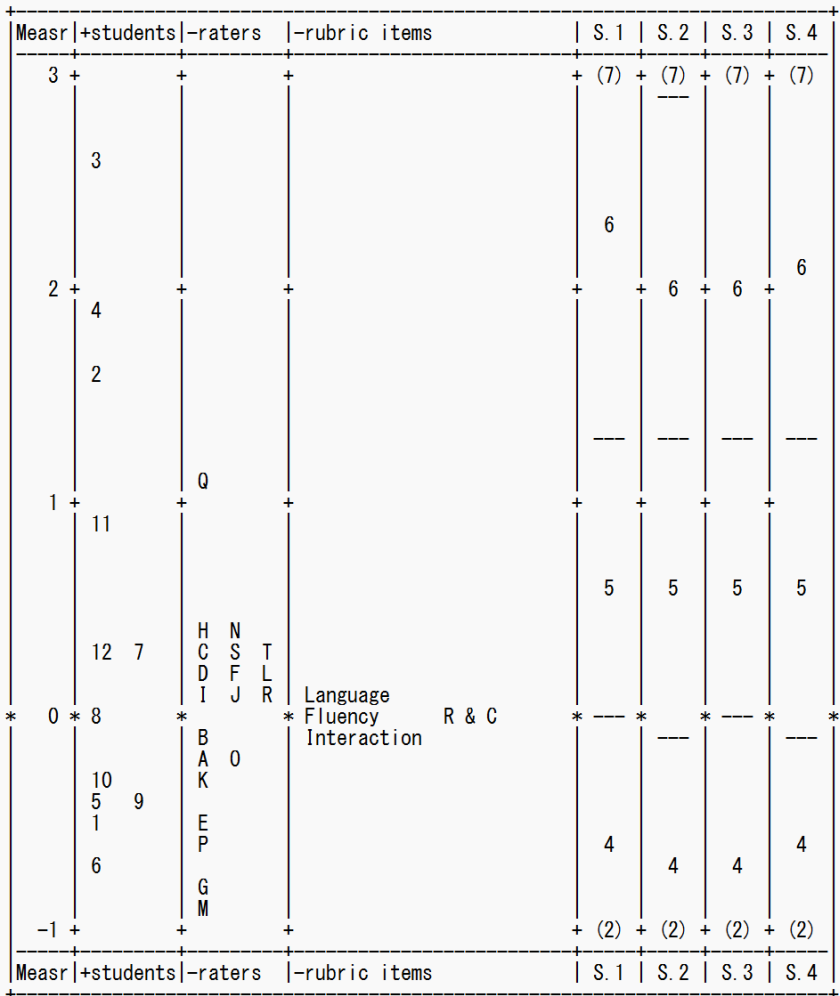 |Measr|+students|-raters |-rubric items | S.1 | S.2 | S.3 | S.4 |
3 + + + + (7) + (7) + (7) + (7)
---
3
6
6
2 + + + + + 6 + 6 +
4
2
--- --- --- ---
Q
1 + + + + + + +
11
5 5 5 5
H N
12 7 C S T
D F L
I J R Language
* 0 * 8 * * Fluency R & C * --- * * --- * *
B Interaction --- ---
A O
10 K
5 9
1 E
P 4 4
6 4 4
G
M
-1 + + + + (2) + (2) + (2) + (2)
|Measr|+students|-raters |-rubric items | S.1 | S.2 | S.3 | S.4 |